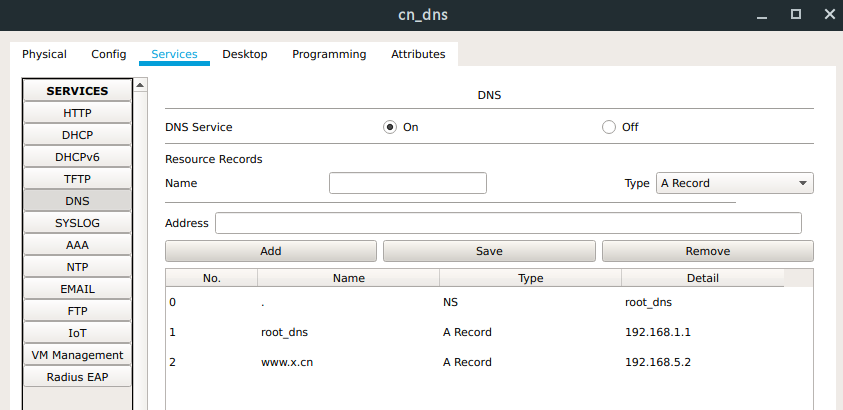 cn_dns
Physical Config Services Desktop Programming Attributes
SERVICES
HTTP
DHCP
DHCPv6
TFTP
DNS
SYSLOG
AAA
NTP
EMAIL
FTP
IoT
VM Management
Radius EAP
DNS
DNS Service On Off
Resource Records
Name Type A Record
Address
Add Save Remove
No. Name Type Detail
0 . NS root_dns
1 root_dns A Record 192.168.1.1
2 www.x.cn A Record 192.168.5.2